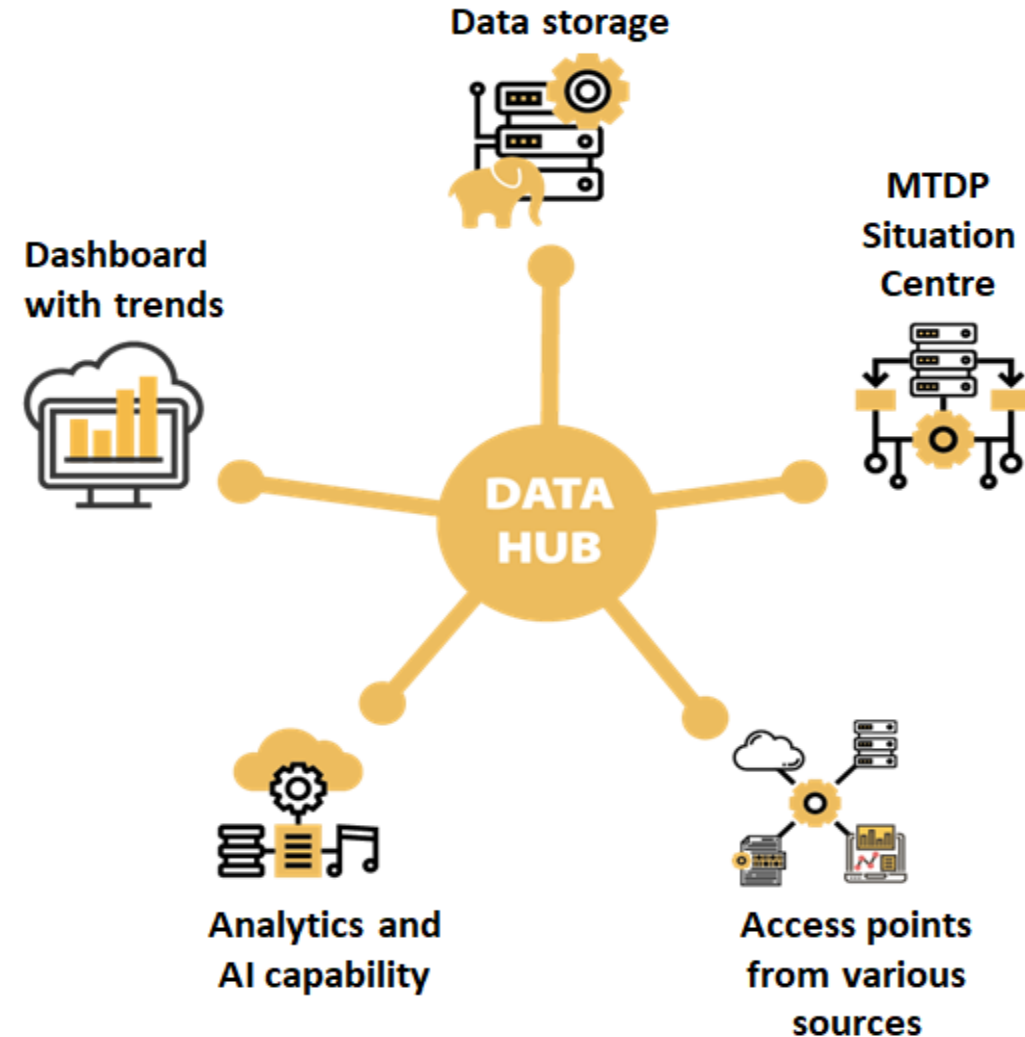 Data storage
MTDP
Situation
Centre
Dashboard
with trends
DATA
HUB
Analytics and
AI capability
Access points
from various
sources